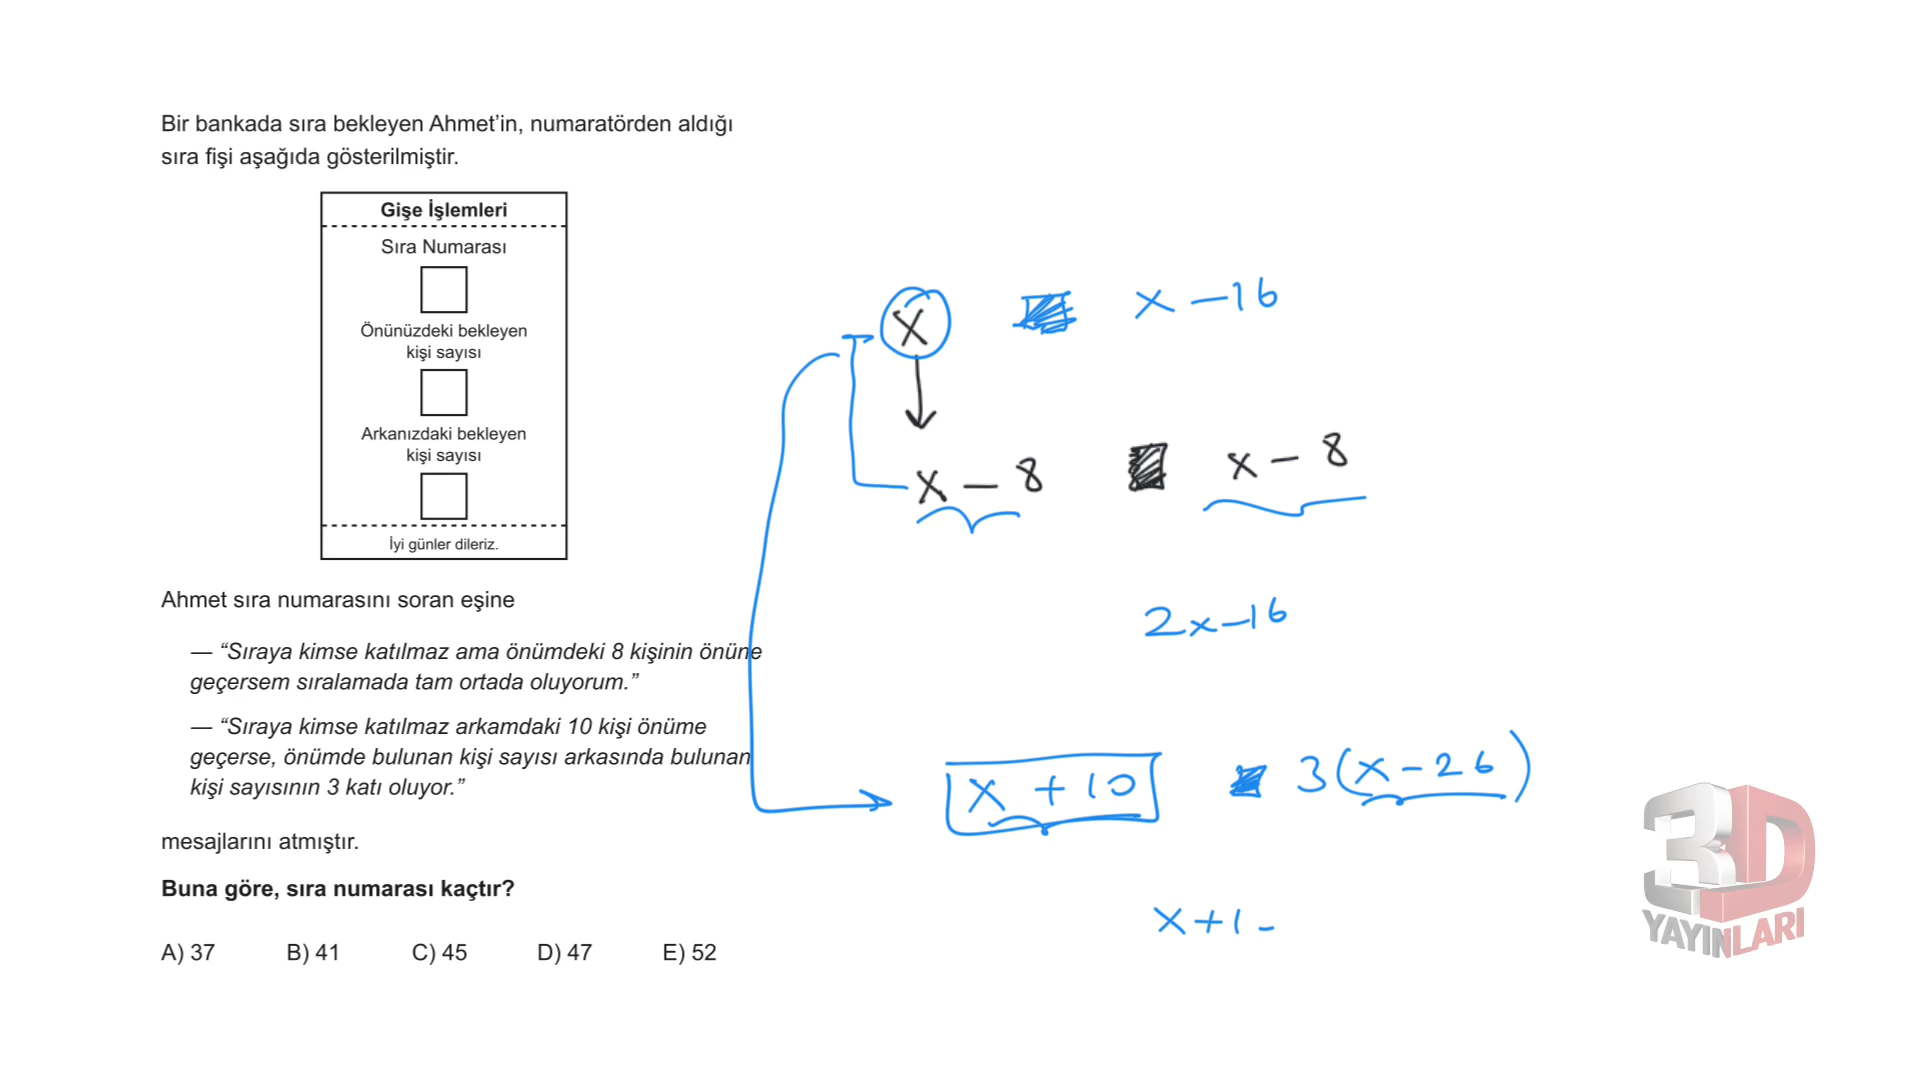 Bir bankada sıra bekleyen Ahmet’in, numaratörden aldığı
sıra fişi aşağıda gösterilmiştir.
Gişe İşlemleri
Sıra Numarası
Önünüzdeki bekleyen
kişi sayısı
Arkanızdaki bekleyen
kişi sayısı
İyi günler dileriz.
Ahmet sıra numarasını soran eşine
— “Sıraya kimse katılmaz ama önümdeki 8 kişinin önüne
geçersem sıralamada tam ortada oluyorum.”
— “Sıraya kimse katılmaz arkamdaki 10 kişi önüme
geçerse, önümde bulunan kişi sayısı arkasında bulunan
kişi sayısının 3 katı oluyor.”
mesajlarını atmıştır.
Buna göre, sıra numarası kaçtır?
A) 37 B) 41 C) 45 D) 47 E) 52
x x – 16
x – 8 x – 8
2x – 16
x + 10 3(x – 26)
x + 1 -
3D
YAYINLARI